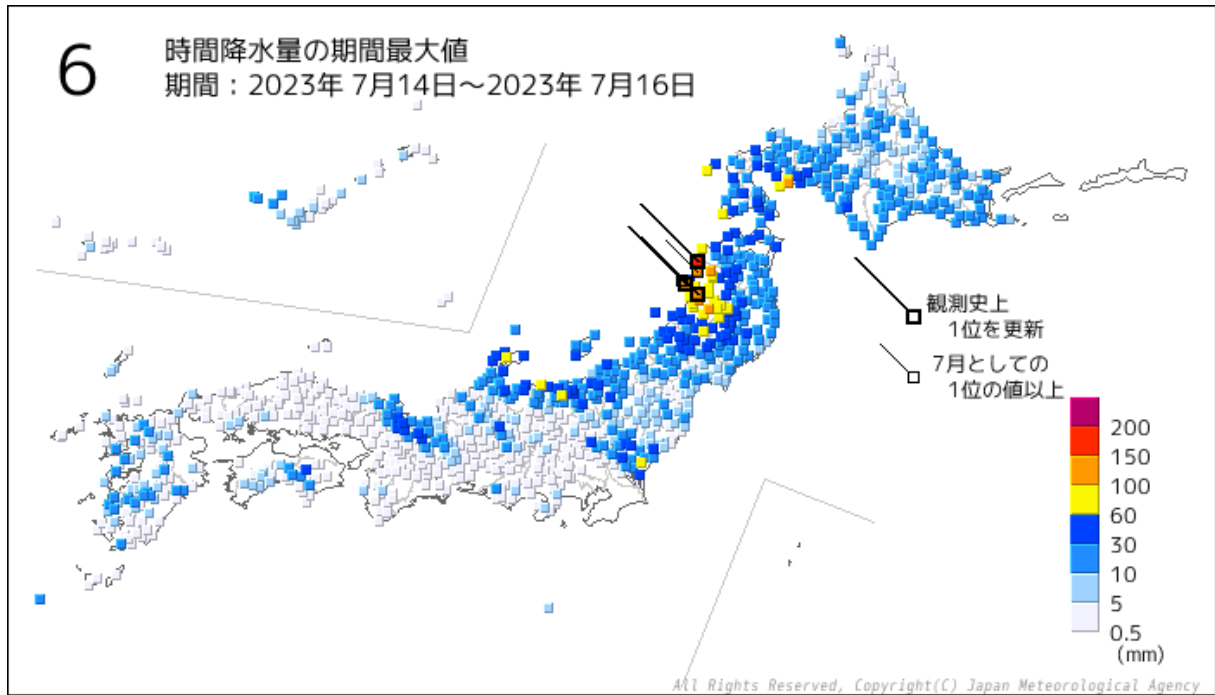 6
時間降水量の期間最大値
期間：2023年 7月14日～2023年 7月16日
観測史上
1位を更新
7月としての
1位の値以上
200
150
100
60
30
10
5
0.5
(mm)
All Rights Reserved, Copyright(C) Japan Meteorological Agency